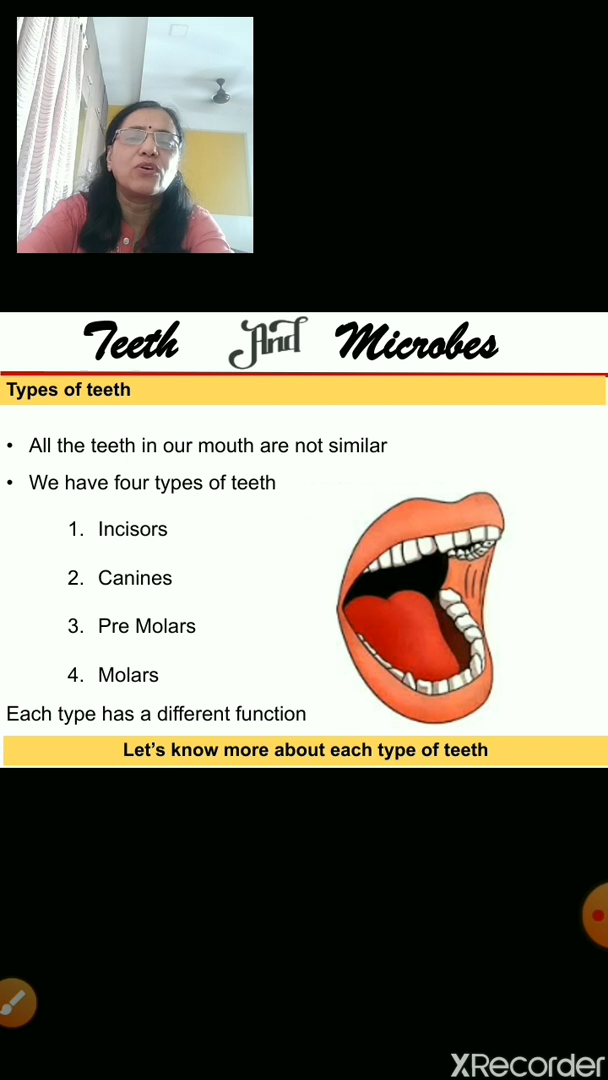 Teeth And Microbes
Types of teeth
• All the teeth in our mouth are not similar
• We have four types of teeth
1. Incisors
2. Canines
3. Pre Molars
4. Molars
Each type has a different function
Let's know more about each type of teeth
XRecorder